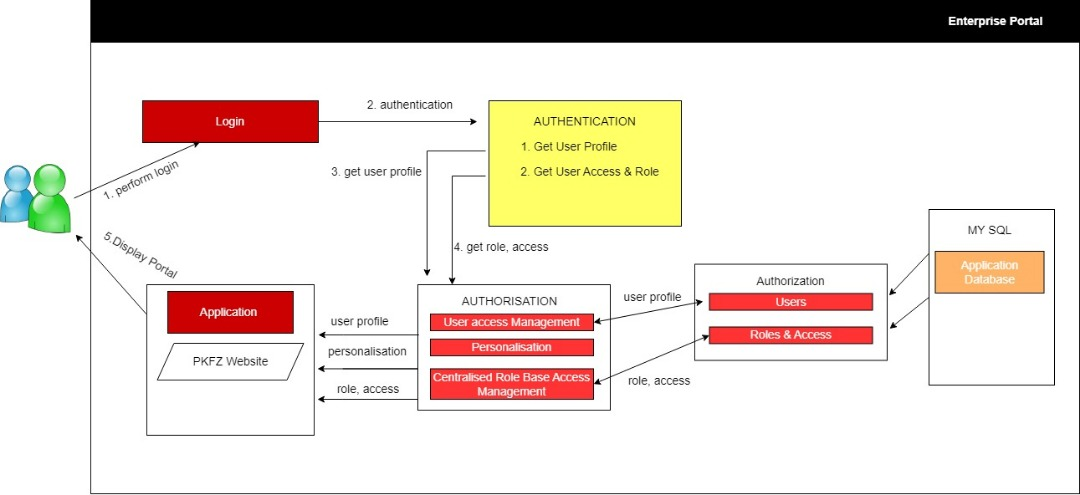 Enterprise Portal
Login
2. authentication
AUTHENTICATION
1. Get User Profile
2. Get User Access & Role
3. get user profile
1. perform login
4. get role, access
5.Display Portal
MY SQL
Application
Database
Authorization
Users
Roles & Access
user profile
role, access
AUTHORISATION
User access Management
Personalisation
Centralised Role Base Access
Management
user profile
personalisation
role, access
Application
PKFZ Website